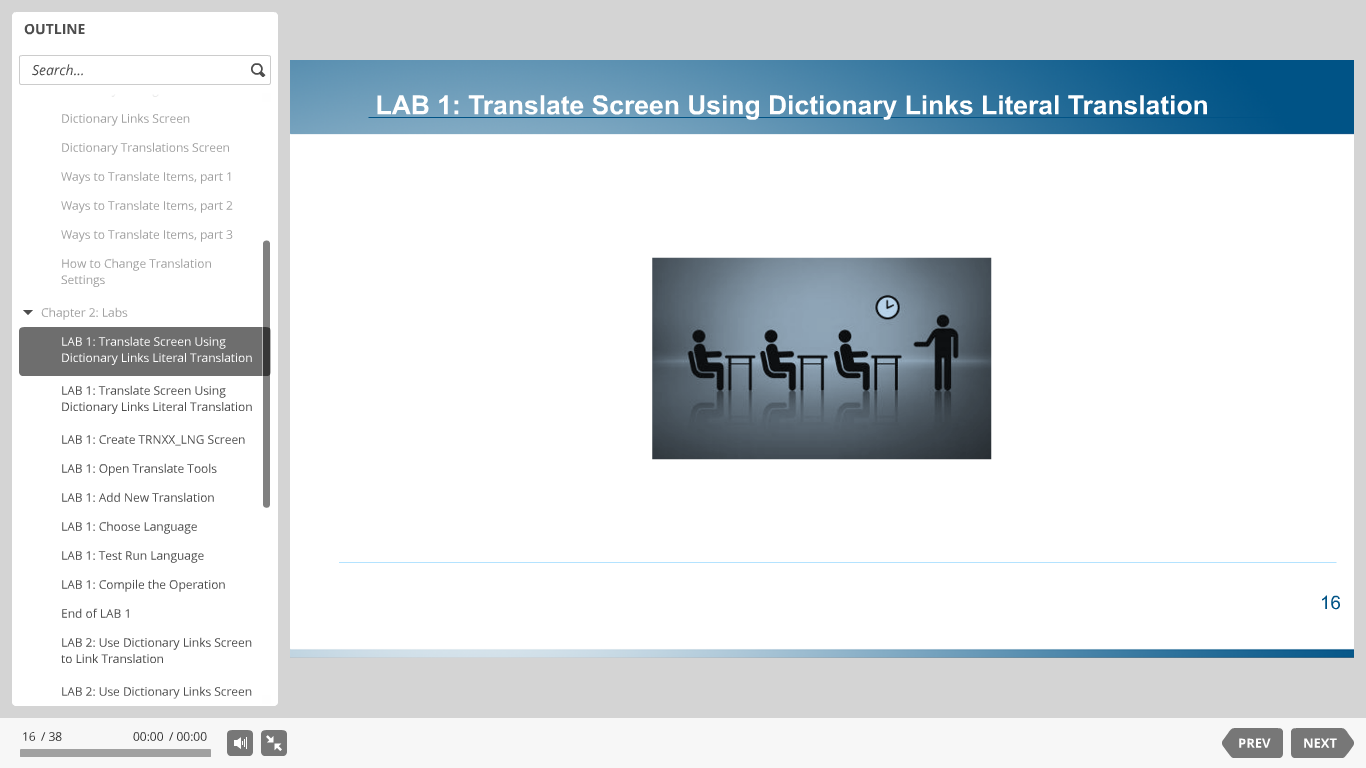 OUTLINE
Search...
Dictionary Links Screen
Dictionary Translations Screen
Ways to Translate Items, part 1
Ways to Translate Items, part 2
Ways to Translate Items, part 3
How to Change Translation
Settings
Chapter 2: Labs
LAB 1: Translate Screen Using
Dictionary Links Literal Translation
LAB 1: Translate Screen Using
Dictionary Links Literal Translation
LAB 1: Create TRNXX_LNG Screen
LAB 1: Open Translate Tools
LAB 1: Add New Translation
LAB 1: Choose Language
LAB 1: Test Run Language
LAB 1: Compile the Operation
End of LAB 1
LAB 2: Use Dictionary Links Screen
to Link Translation
LAB 2: Use Dictionary Links Screen
LAB 1: Translate Screen Using Dictionary Links Literal Translation
16
16 / 38
00:00 / 00:00
PREV
NEXT